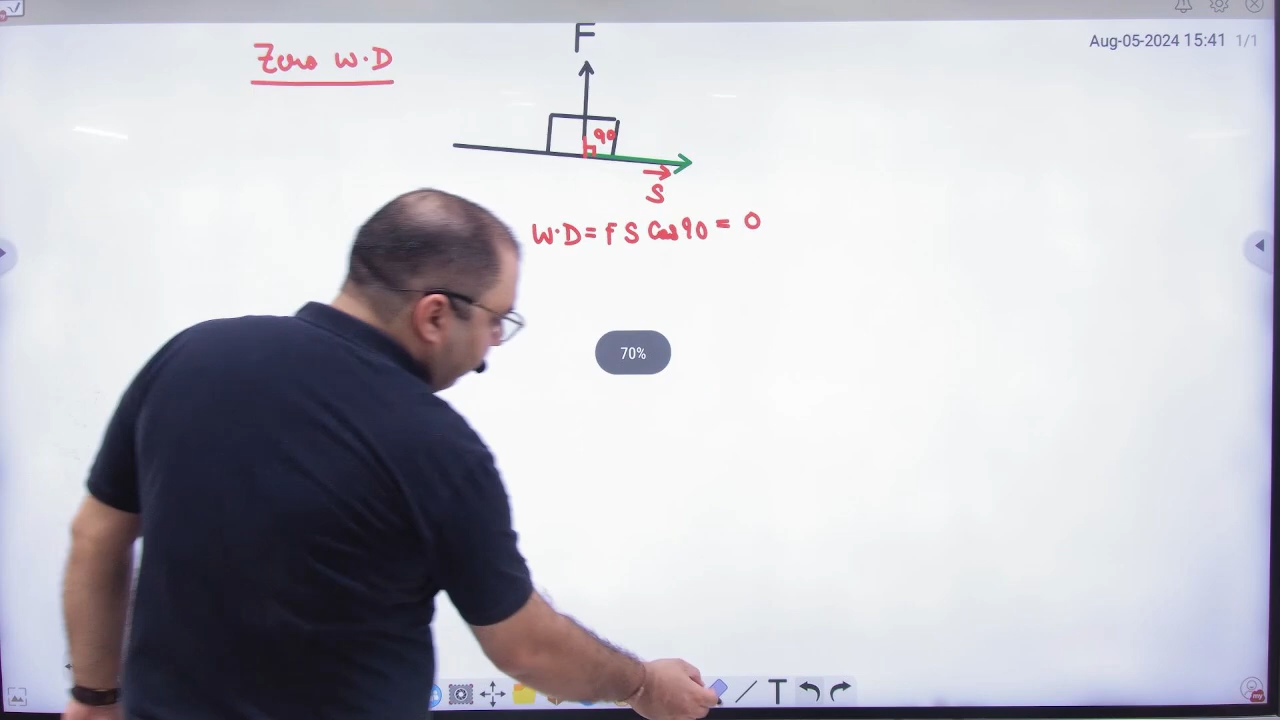 Aug-05-2024 15:41 1/1
Zero W.D
F
90
S
W.D = F S Cos 90 = 0
70%
T